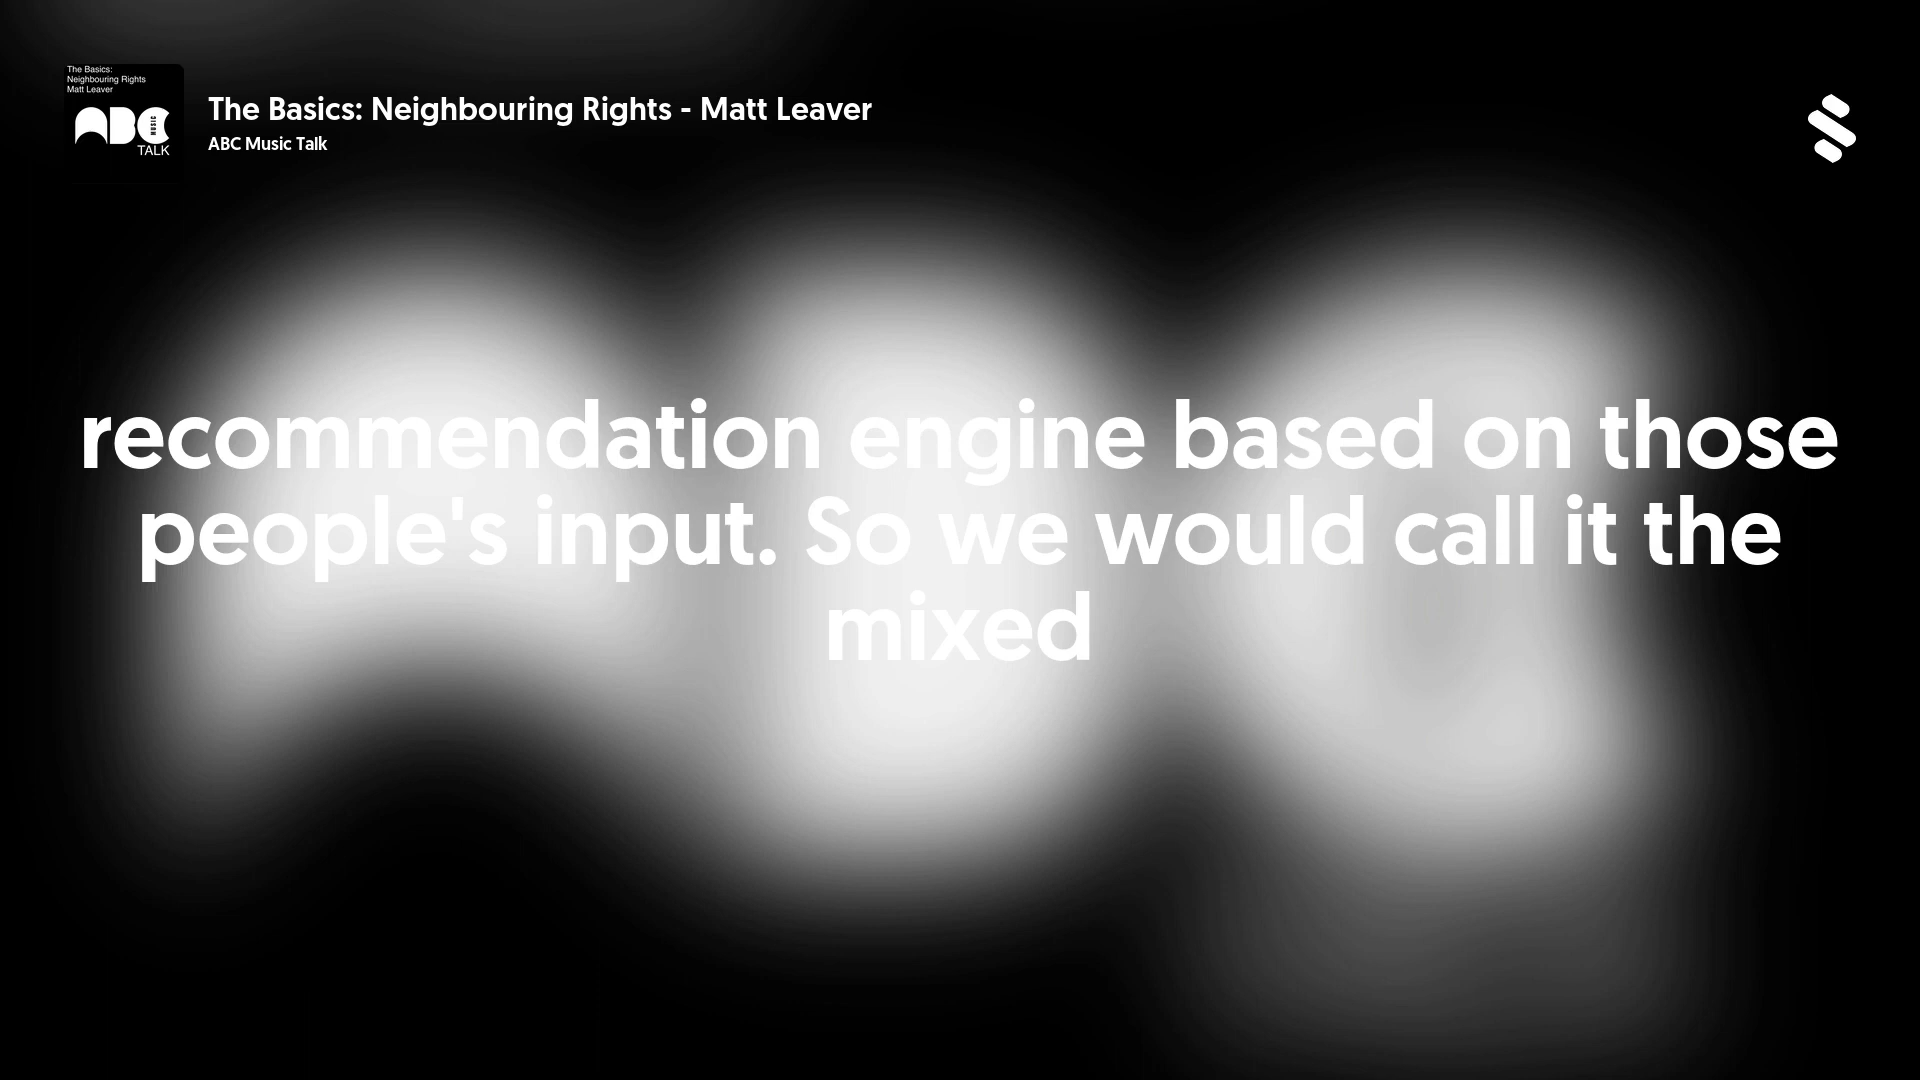 The Basics:
Neighbouring Rights
Matt Leaver
ABC
MUSIC
TALK
The Basics: Neighbouring Rights - Matt Leaver
ABC Music Talk
recommendation engine based on those
people's input. So we would call it the
mixed